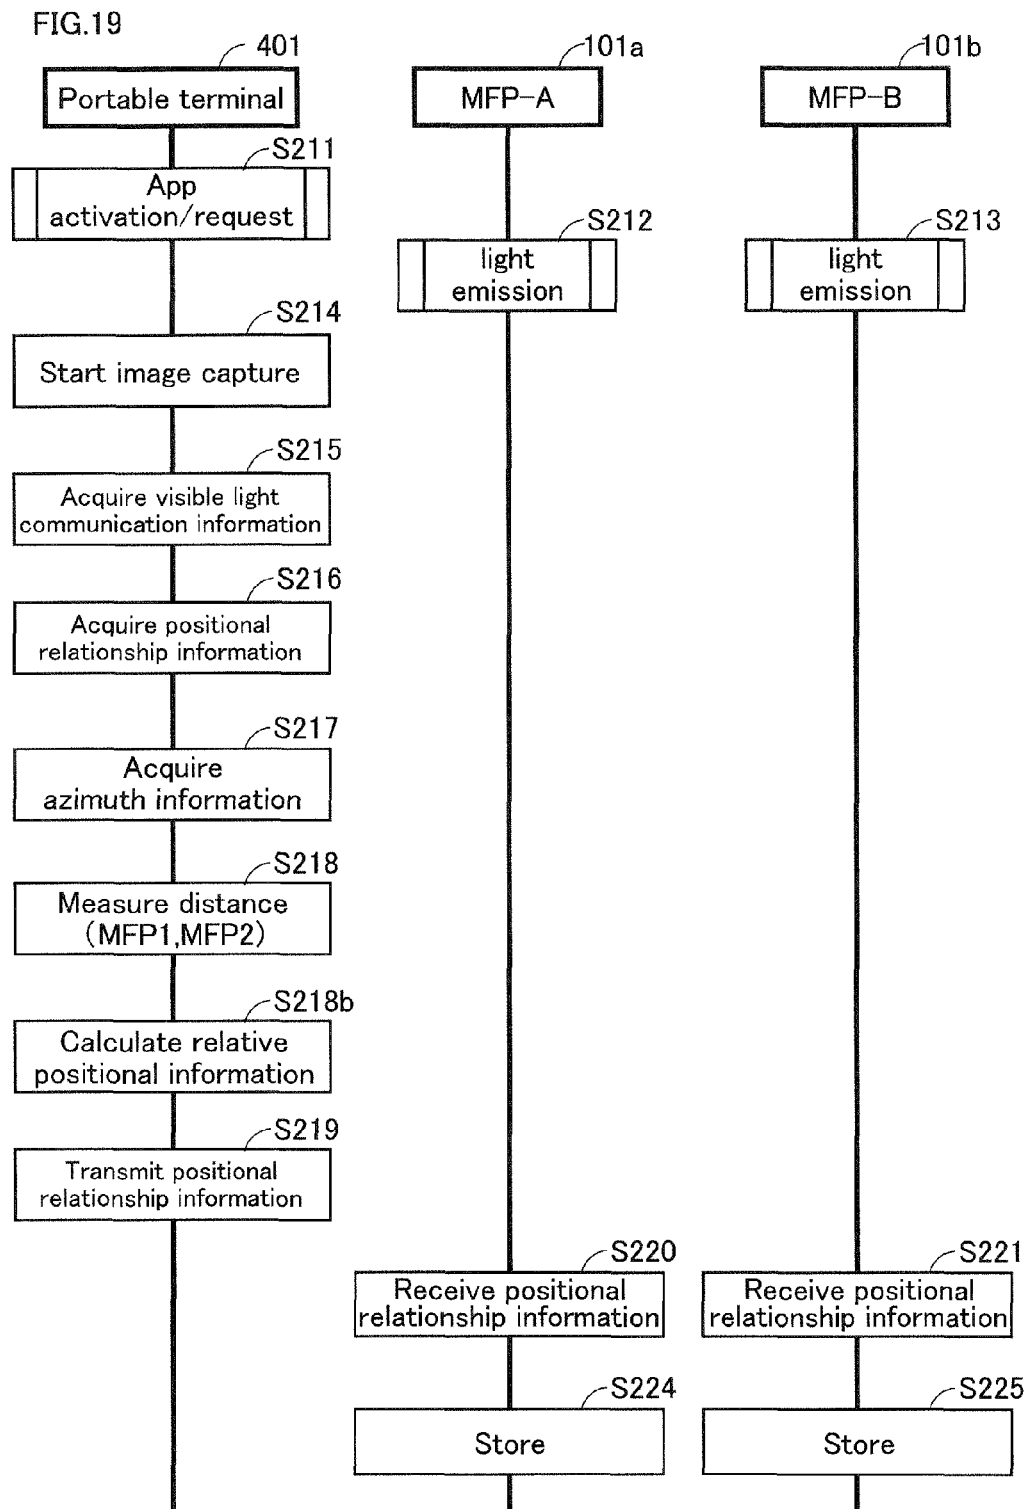 FIG.19
401
101a
101b
Portable terminal
MFP-A
MFP-B
S211
App
activation/request
S212
light
emission
S213
light
emission
S214
Start image capture
S215
Acquire visible light
communication information
S216
Acquire positional
relationship information
S217
Acquire
azimuth information
S218
Measure distance
(MFP1,MFP2)
S218b
Calculate relative
positional information
S219
Transmit positional
relationship information
S220
Receive positional
relationship information
S221
Receive positional
relationship information
S224
Store
S225
Store